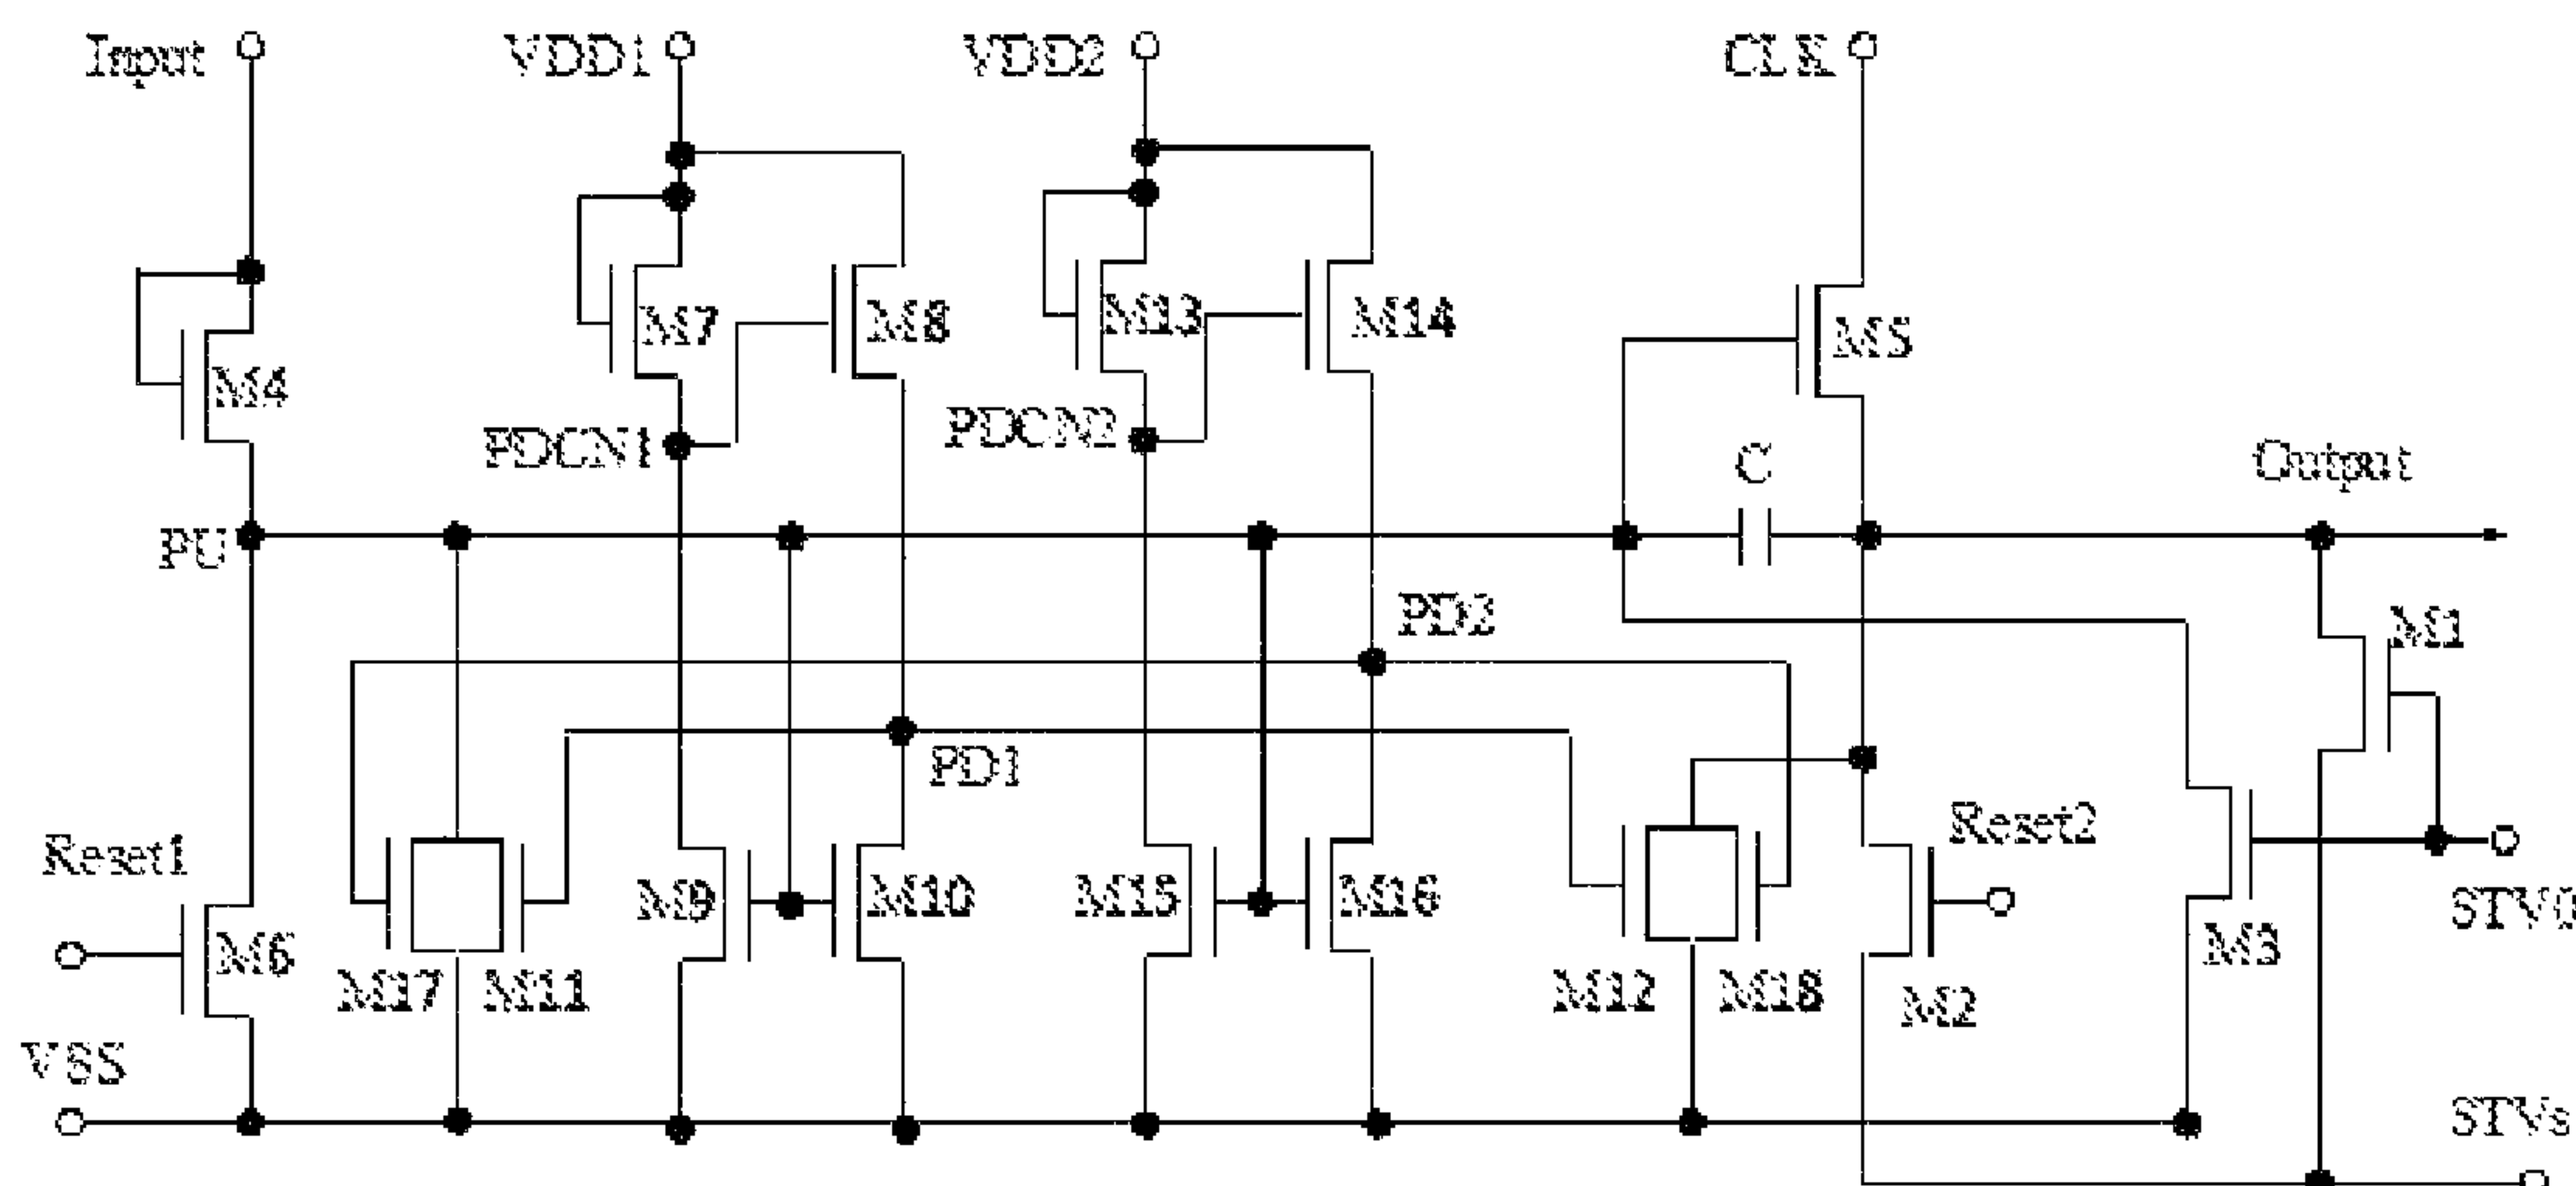 Input
VDD1
VDD2
CLK
M7
M8
M13
M14
M5
M4
PDCN1
PDCN2
C
Output
PU
PD2
M1
PD1
Reset1
Reset2
M9
M10
M15
M16
STV0
M6
M17
M11
M12
M18
M2
M3
VSS
STVs